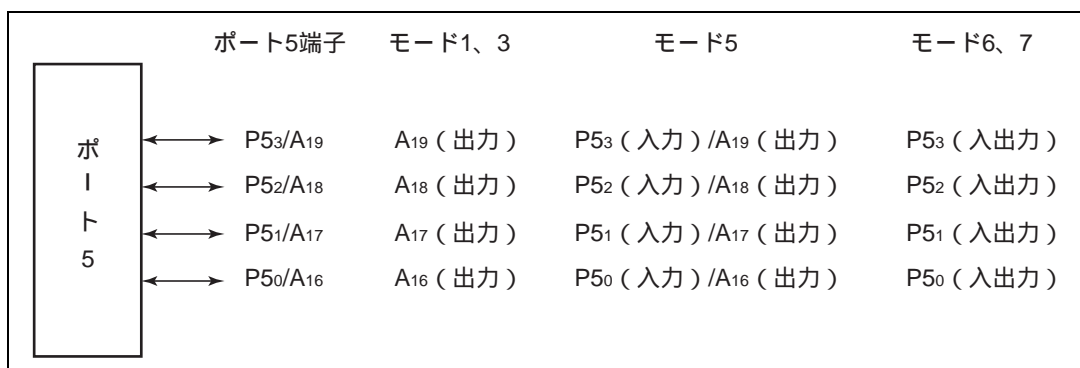 ポート5端子 モード1、3 モード5 モード6、7
ポート5
P53/A19 A19（出力） P53（入力）/A19（出力） P53（入出力）
P52/A18 A18（出力） P52（入力）/A18（出力） P52（入出力）
P51/A17 A17（出力） P51（入力）/A17（出力） P51（入出力）
P50/A16 A16（出力） P50（入力）/A16（出力） P50（入出力）